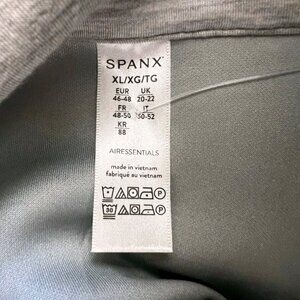 SPANX
XL/XG/TG
EUR UK
46-48 20-22
FR IT
48-50 50-52
KR
88
AIRESSENTIALS
made in vietnam
fabriqué au vietnam
P
30 P